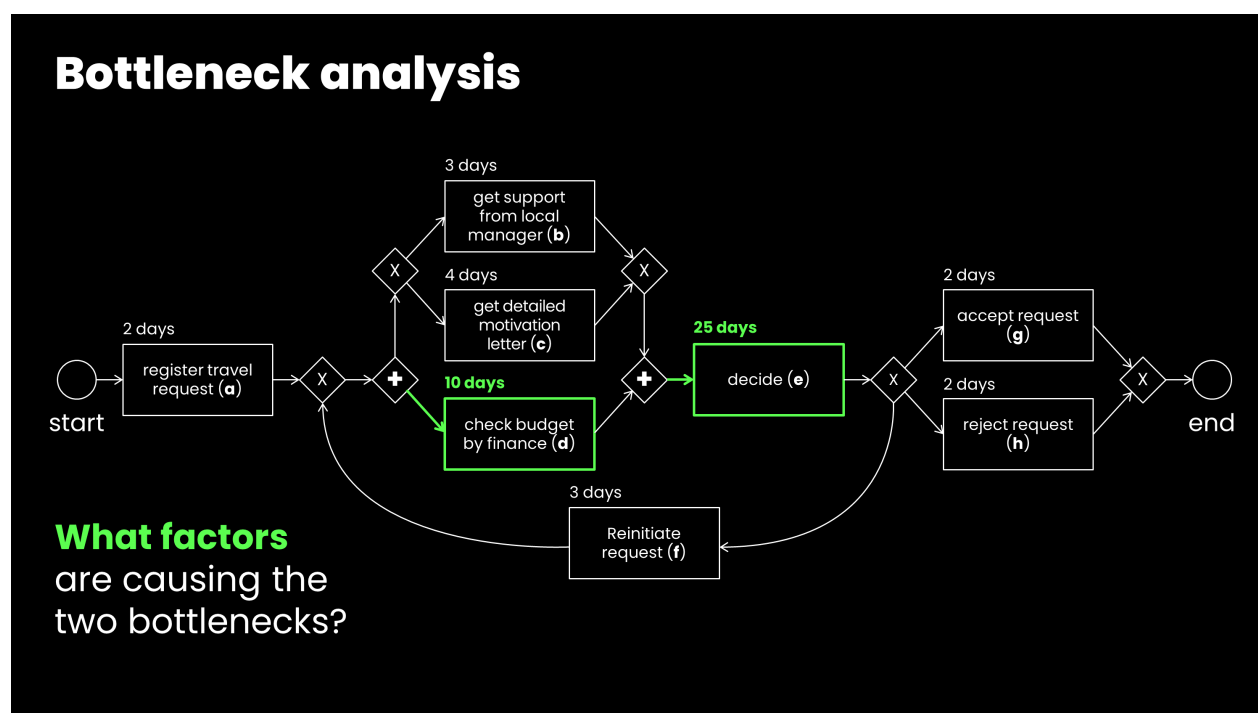 Bottleneck analysis
3 days
get support
from local
manager (b)
X
X
4 days
get detailed
motivation
letter (c)
2 days
register travel
request (a)
start
X
+
10 days
check budget
by finance (d)
+
25 days
decide (e)
X
2 days
accept request
(g)
2 days
reject request
(h)
X
end
3 days
Reinitiate
request (f)
What factors
are causing the
two bottlenecks?